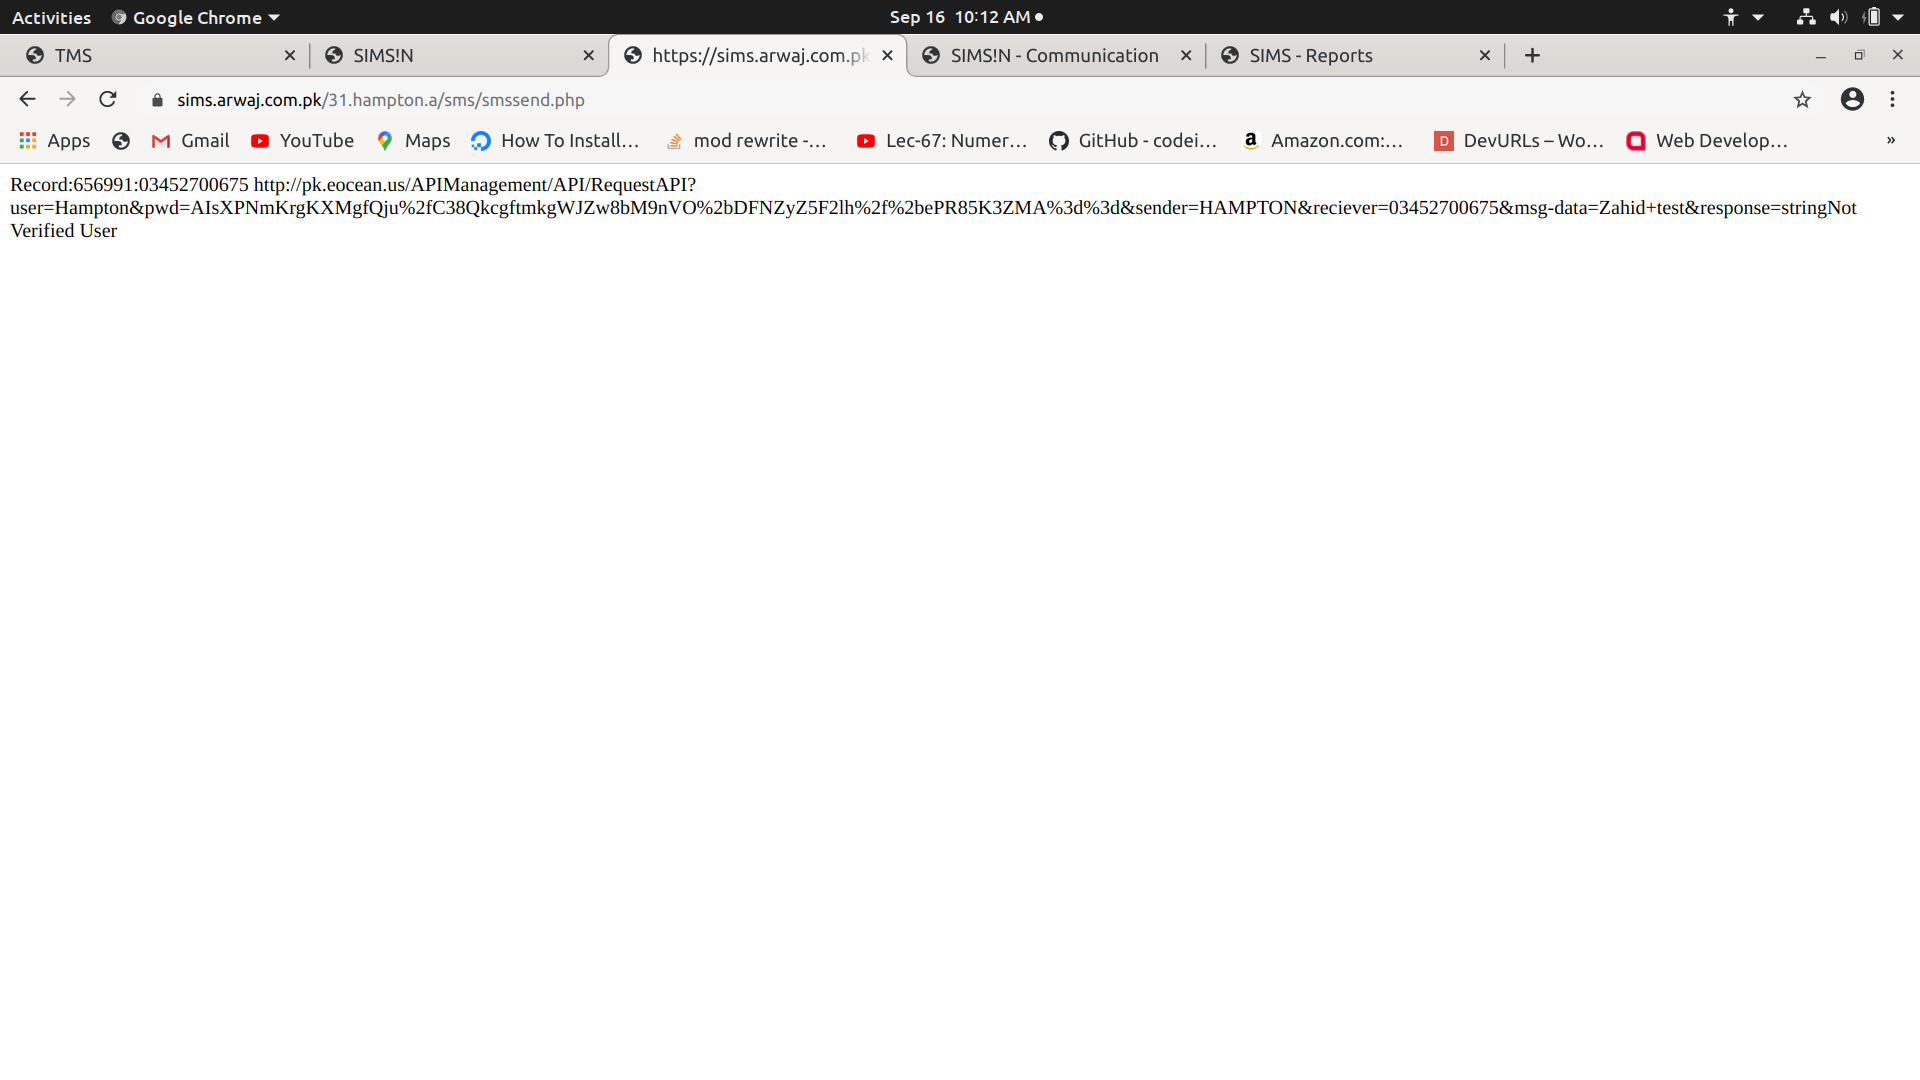 Activities Google Chrome Sep 16 10:12 AM
TMS SIMS!N https://sims.arwaj.com.pk SIMS!N - Communication SIMS - Reports
sims.arwaj.com.pk/31.hampton.a/sms/smssend.php
Apps Gmail YouTube Maps How To Install... mod rewrite -... Lec-67: Numer... GitHub - codei... Amazon.com:... DevURLs – Wo... Web Develop... »
Record:656991:03452700675 http://pk.eocean.us/APIManagement/API/RequestAPI?
user=Hampton&pwd=AIsXPNmKrgKXMgfQju%2fC38QkcgftmkgWJZw8bM9nVO%2bDFNZyZ5F2lh%2f%2bePR85K3ZMA%3d%3d&sender=HAMPTON&reciever=03452700675&msg-data=Zahid+test&response=stringNot
Verified User